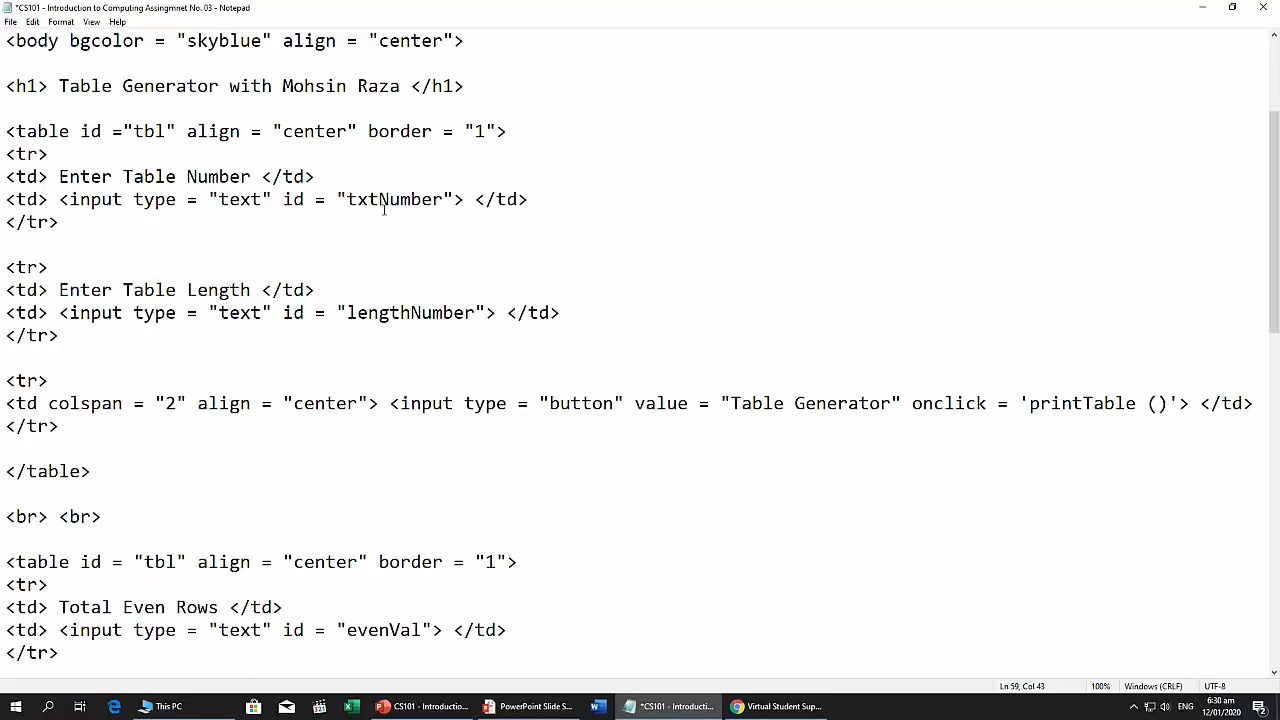 *CS101 - Introduction to Computing Assingmnet No. 03 - Notepad
File Edit Format View Help
<body bgcolor = "skyblue" align = "center">
<h1> Table Generator with Mohsin Raza </h1>
<table id ="tbl" align = "center" border = "1">
<tr>
<td> Enter Table Number </td>
<td> <input type = "text" id = "txtNumber"> </td>
</tr>
<tr>
<td> Enter Table Length </td>
<td> <input type = "text" id = "lengthNumber"> </td>
</tr>
<tr>
<td colspan = "2" align = "center"> <input type = "button" value = "Table Generator" onclick = 'printTable ()'> </td>
</tr>
</table>
<br> <br>
<table id = "tbl" align = "center" border = "1">
<tr>
<td> Total Even Rows </td>
<td> <input type = "text" id = "evenVal"> </td>
</tr>
Ln 59, Col 43 100% Windows (CRLF) UTF-8
This PC CS101 - Introductio... PowerPoint Slide S... *CS101 - Introducti... Virtual Student Sup... ENG 6:30 am
12/01/2020 2